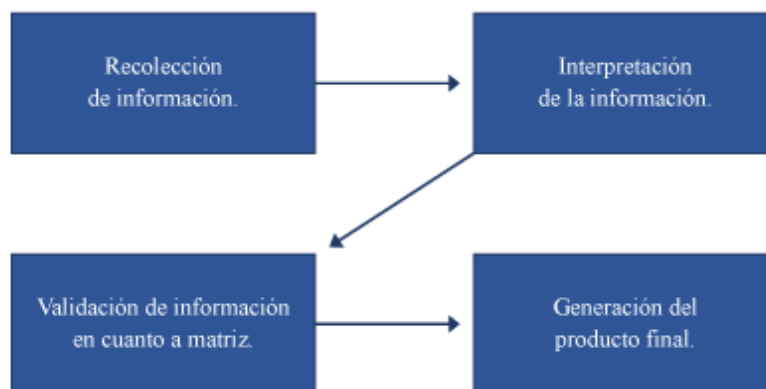 Recolección
de información.
Interpretación
de la información.
Validación de información
en cuanto a matriz.
Generación del
producto final.